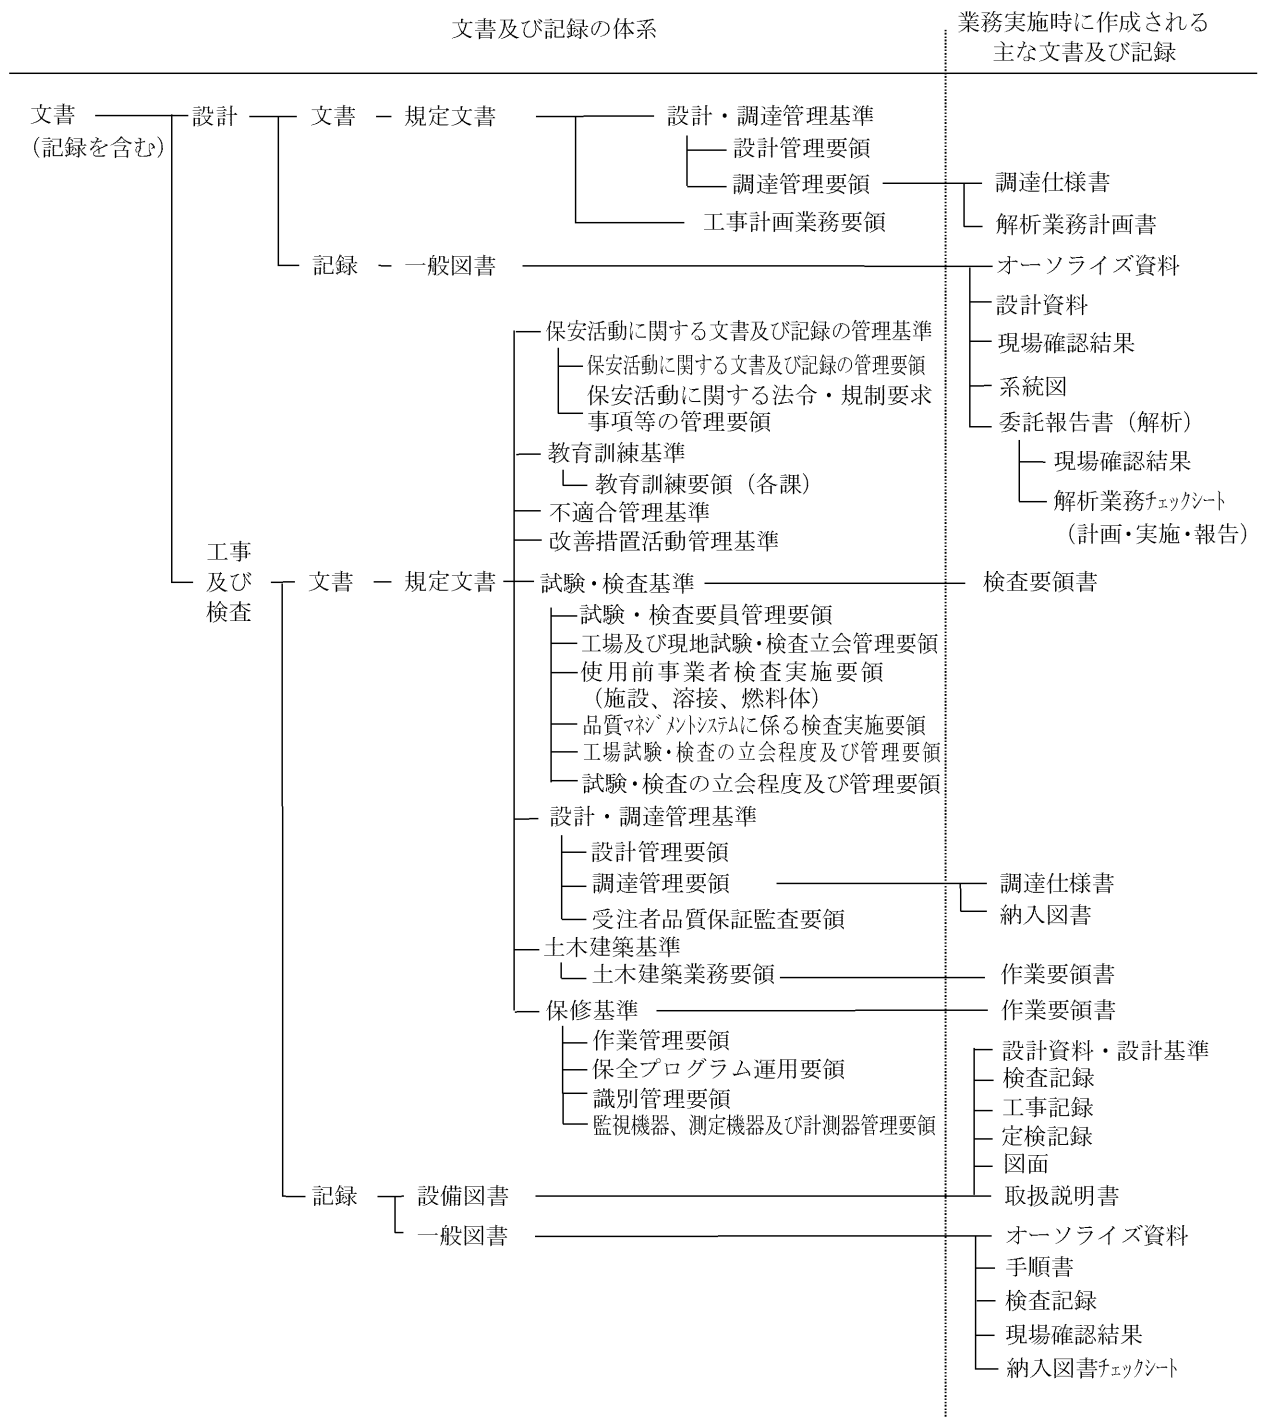 文書及び記録の体系
業務実施時に作成される
主な文書及び記録
文書
（記録を含む）
設計
文書
規定文書
設計・調達管理基準
設計管理要領
調達管理要領
調達仕様書
解析業務計画書
工事計画業務要領
記録
一般図書
オーソライズ資料
設計資料
現場確認結果
系統図
委託報告書（解析）
現場確認結果
解析業務ﾁｪｯｸｼｰﾄ
（計画・実施・報告）
工事
及び
検査
文書
規定文書
保安活動に関する文書及び記録の管理基準
保安活動に関する文書及び記録の管理要領
保安活動に関する法令・規制要求
事項等の管理要領
教育訓練基準
教育訓練要領（各課）
不適合管理基準
改善措置活動管理基準
試験・検査基準
検査要領書
試験・検査要員管理要領
工場及び現地試験・検査立会管理要領
使用前事業者検査実施要領
（施設、溶接、燃料体）
品質ﾏﾈｼﾞﾒﾝﾄｼｽﾃﾑに係る検査実施要領
工場試験・検査の立会程度及び管理要領
試験・検査の立会程度及び管理要領
設計・調達管理基準
設計管理要領
調達管理要領
調達仕様書
納入図書
受注者品質保証監査要領
土木建築基準
土木建築業務要領
作業要領書
保修基準
作業要領書
作業管理要領
保全プログラム運用要領
識別管理要領
監視機器、測定機器及び計測器管理要領
記録
設備図書
設計資料・設計基準
検査記録
工事記録
定検記録
図面
取扱説明書
一般図書
オーソライズ資料
手順書
検査記録
現場確認結果
納入図書ﾁｪｯｸｼｰﾄ